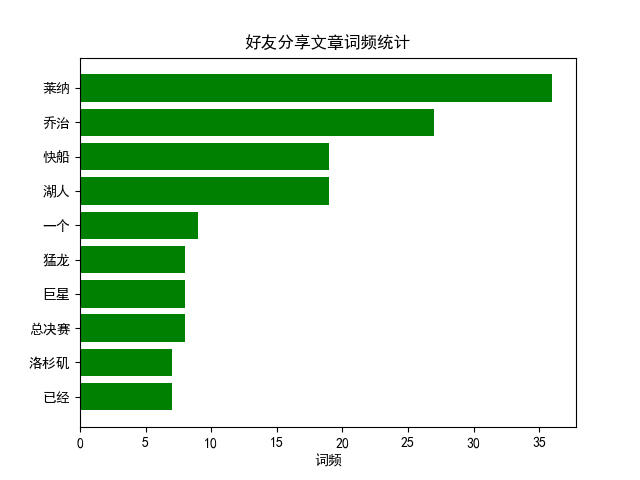 好友分享文章词频统计
莱纳
乔治
快船
湖人
一个
猛龙
巨星
总决赛
洛杉矶
已经
0 5 10 15 20 25 30 35
词频